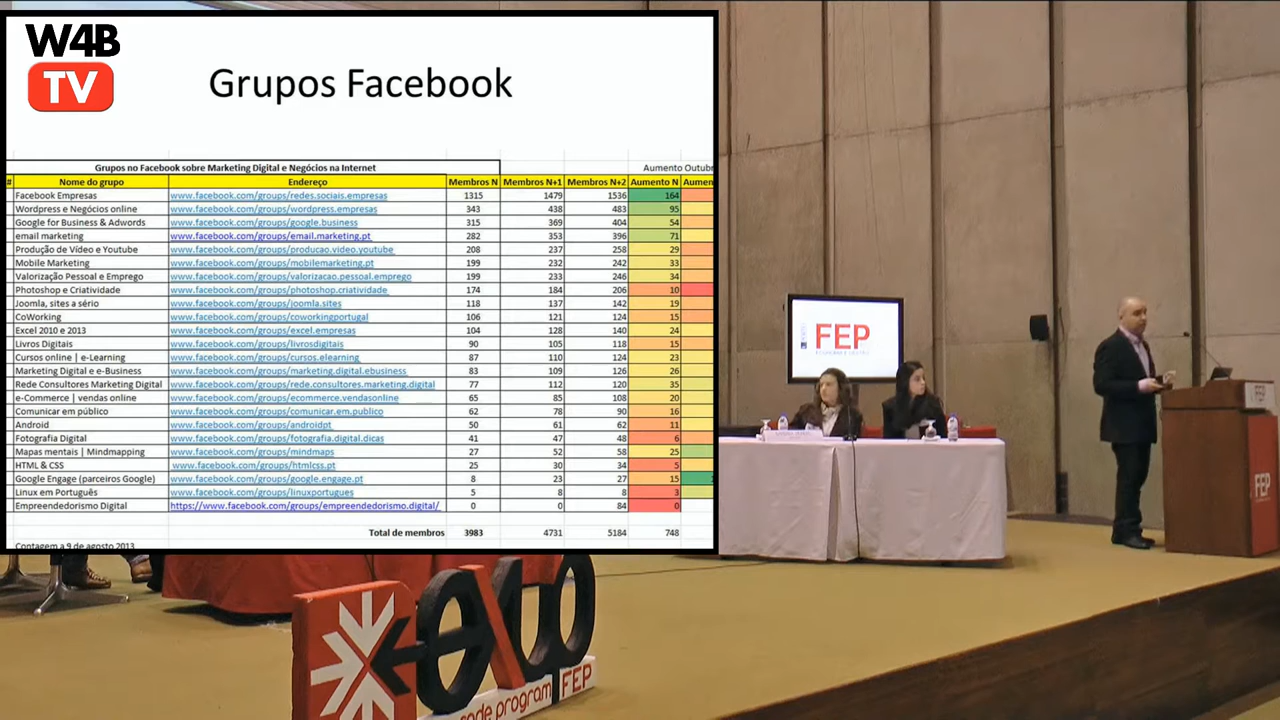 W4B
TV
Grupos Facebook
Grupos no Facebook sobre Marketing Digital e Negócios na Internet Aumento Outubr
# Nome do grupo Endereço Membros N Membros N+1 Membros N+2 Aumento N Aumen
Facebook Empresas www.facebook.com/groups/redes.sociais.empresas 1315 1479 1536 164
Wordpress e Negócios online www.facebook.com/groups/wordpress.empresas 343 438 483 95
Google for Business & Adwords www.facebook.com/groups/google.business 315 369 404 54
email marketing www.facebook.com/groups/email.marketing.pt 282 353 396 71
Produção de Vídeo e Youtube www.facebook.com/groups/producao.video.youtube 208 237 258 29
Mobile Marketing www.facebook.com/groups/mobilemarketing.pt 199 232 242 33
Valorização Pessoal e Emprego www.facebook.com/groups/valorizacao.pessoal.emprego 199 233 246 34
Photoshop e Criatividade www.facebook.com/groups/photoshop.criatividade 174 184 206 10
Joomla, sites a sério www.facebook.com/groups/joomla.sites 118 137 142 19
CoWorking www.facebook.com/groups/coworkingportugal 106 121 124 15
Excel 2010 e 2013 www.facebook.com/groups/excel.empresas 104 128 140 24
Livros Digitais www.facebook.com/groups/livrosdigitais 90 105 118 15
Cursos online | e-Learning www.facebook.com/groups/cursos.elearning 87 110 124 23
Marketing Digital e e-Business www.facebook.com/groups/marketing.digital.ebusiness 83 109 126 26
Rede Consultores Marketing Digital www.facebook.com/groups/rede.consultores.marketing.digital 77 112 120 35
e-Commerce | vendas online www.facebook.com/groups/ecommerce.vendasonline 65 85 108 20
Comunicar em público www.facebook.com/groups/comunicar.em.publico 62 78 90 16
Android www.facebook.com/groups/androidpt 50 61 62 11
Fotografia Digital www.facebook.com/groups/fotografia.digital.dicas 41 47 48 6
Mapas mentais | Mindmapping www.facebook.com/groups/mindmaps 27 52 58 25
HTML & CSS www.facebook.com/groups/htmlcss.pt 25 30 34 5
Google Engage (parceiros Google) www.facebook.com/groups/google.engage.pt 8 23 27 15
Linux em Português www.facebook.com/groups/linuxportugues 5 8 8 3
Empreendedorismo Digital https://www.facebook.com/groups/empreendedorismo.digital/ 0 0 84 0
Total de membros 3983 4731 5184 748
Contagem a 9 de agosto 2013
FEP
FEP
FEP
exup
ode program FEP